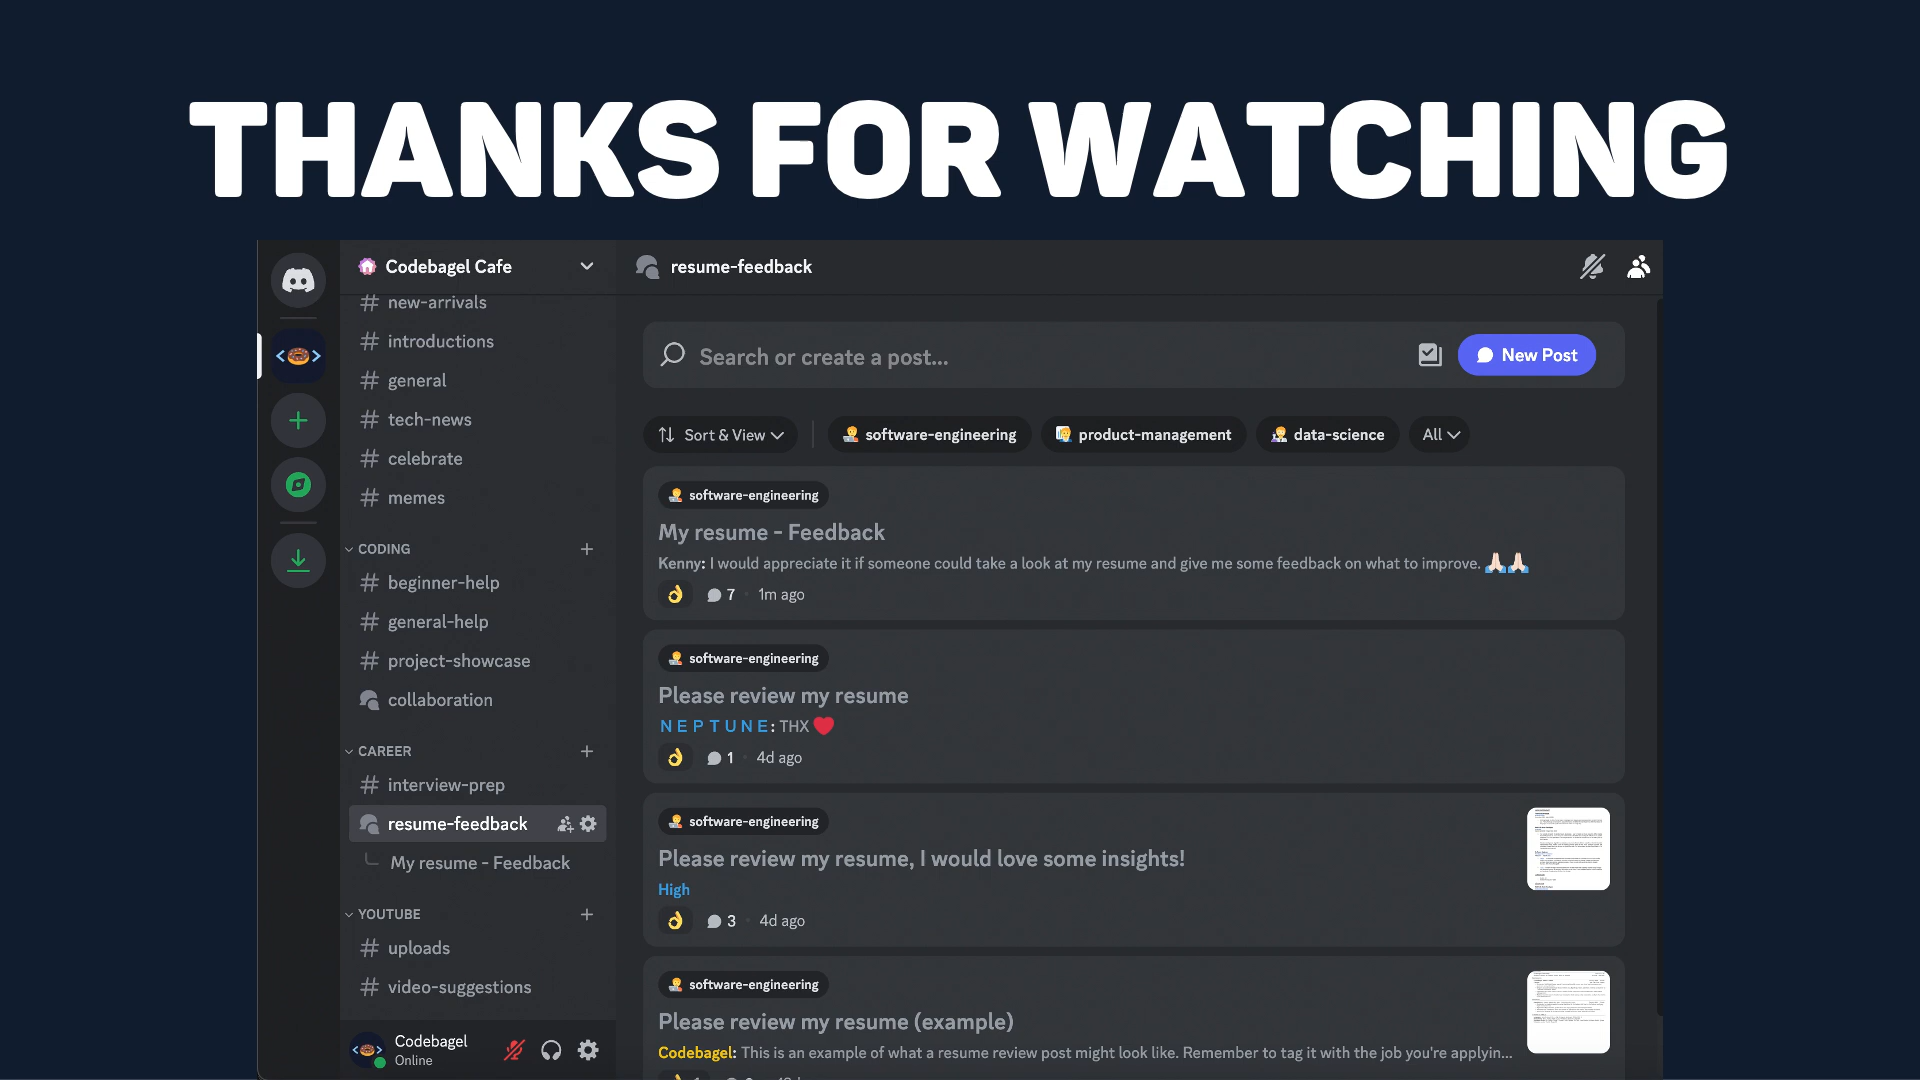 THANKS FOR WATCHING
Codebagel Cafe
new-arrivals
introductions
general
tech-news
celebrate
memes
CODING
beginner-help
general-help
project-showcase
collaboration
CAREER
interview-prep
resume-feedback
My resume - Feedback
YOUTUBE
uploads
video-suggestions
Codebagel
Online
resume-feedback
Search or create a post...
New Post
Sort & View
software-engineering
product-management
data-science
All
software-engineering
My resume - Feedback
Kenny: I would appreciate it if someone could take a look at my resume and give me some feedback on what to improve. 🙏🏻🙏🏻
👌 7 • 1m ago
software-engineering
Please review my resume
NEPTUNE: THX ❤️
👌 1 • 4d ago
software-engineering
Please review my resume, I would love some insights!
High
👌 3 • 4d ago
software-engineering
Please review my resume (example)
Codebagel: This is an example of what a resume review post might look like. Remember to tag it with the job you're applyin...